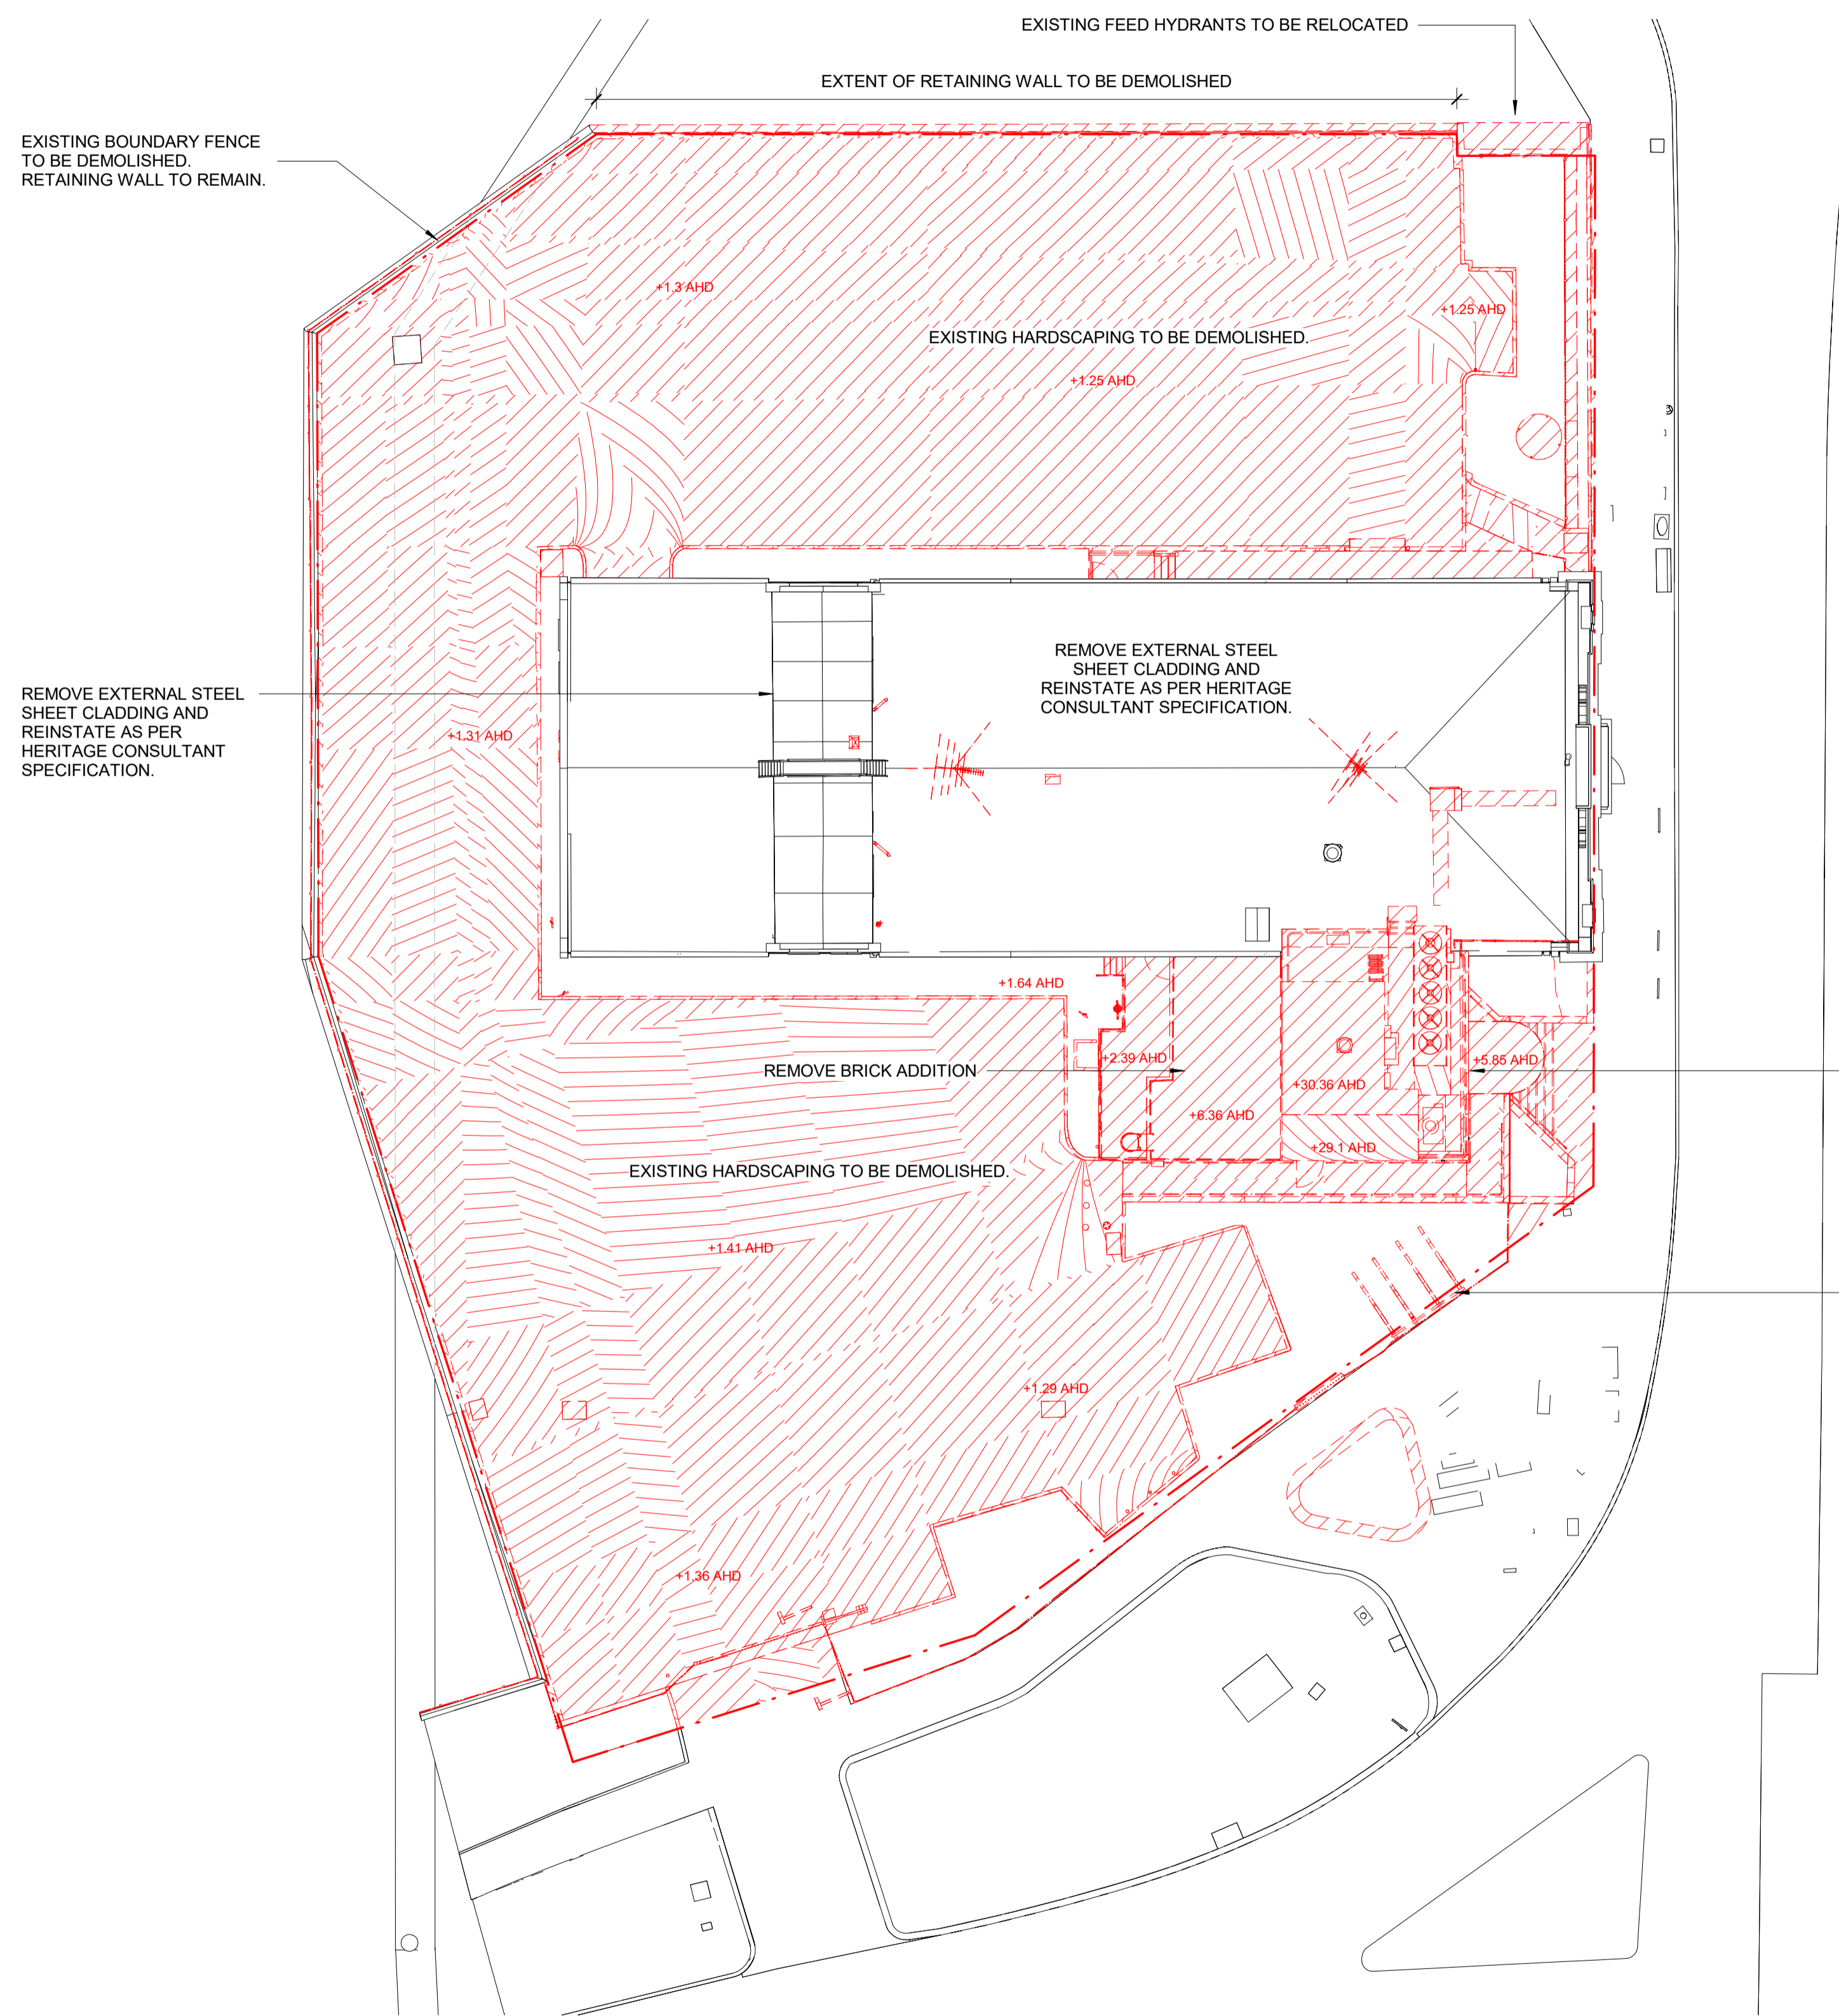 EXISTING FEED HYDRANTS TO BE RELOCATED
EXTENT OF RETAINING WALL TO BE DEMOLISHED
EXISTING BOUNDARY FENCE
TO BE DEMOLISHED.
RETAINING WALL TO REMAIN.
+1.3 AHD
+1.25 AHD
EXISTING HARDSCAPING TO BE DEMOLISHED.
+1.25 AHD
REMOVE EXTERNAL STEEL
SHEET CLADDING AND
REINSTATE AS PER HERITAGE
CONSULTANT SPECIFICATION.
REMOVE EXTERNAL STEEL
SHEET CLADDING AND
REINSTATE AS PER
HERITAGE CONSULTANT
SPECIFICATION.
+1.31 AHD
+1.64 AHD
+2.39 AHD
+5.85 AHD
REMOVE BRICK ADDITION
+30.36 AHD
+6.36 AHD
+29.1 AHD
EXISTING HARDSCAPING TO BE DEMOLISHED.
+1.41 AHD
+1.29 AHD
+1.36 AHD